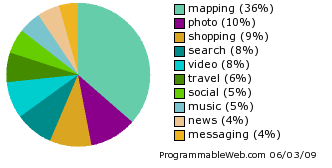 mapping (36%)
photo (10%)
shopping (9%)
search (8%)
video (8%)
travel (6%)
social (5%)
music (5%)
news (4%)
messaging (4%)
ProgrammableWeb.com 06/03/09